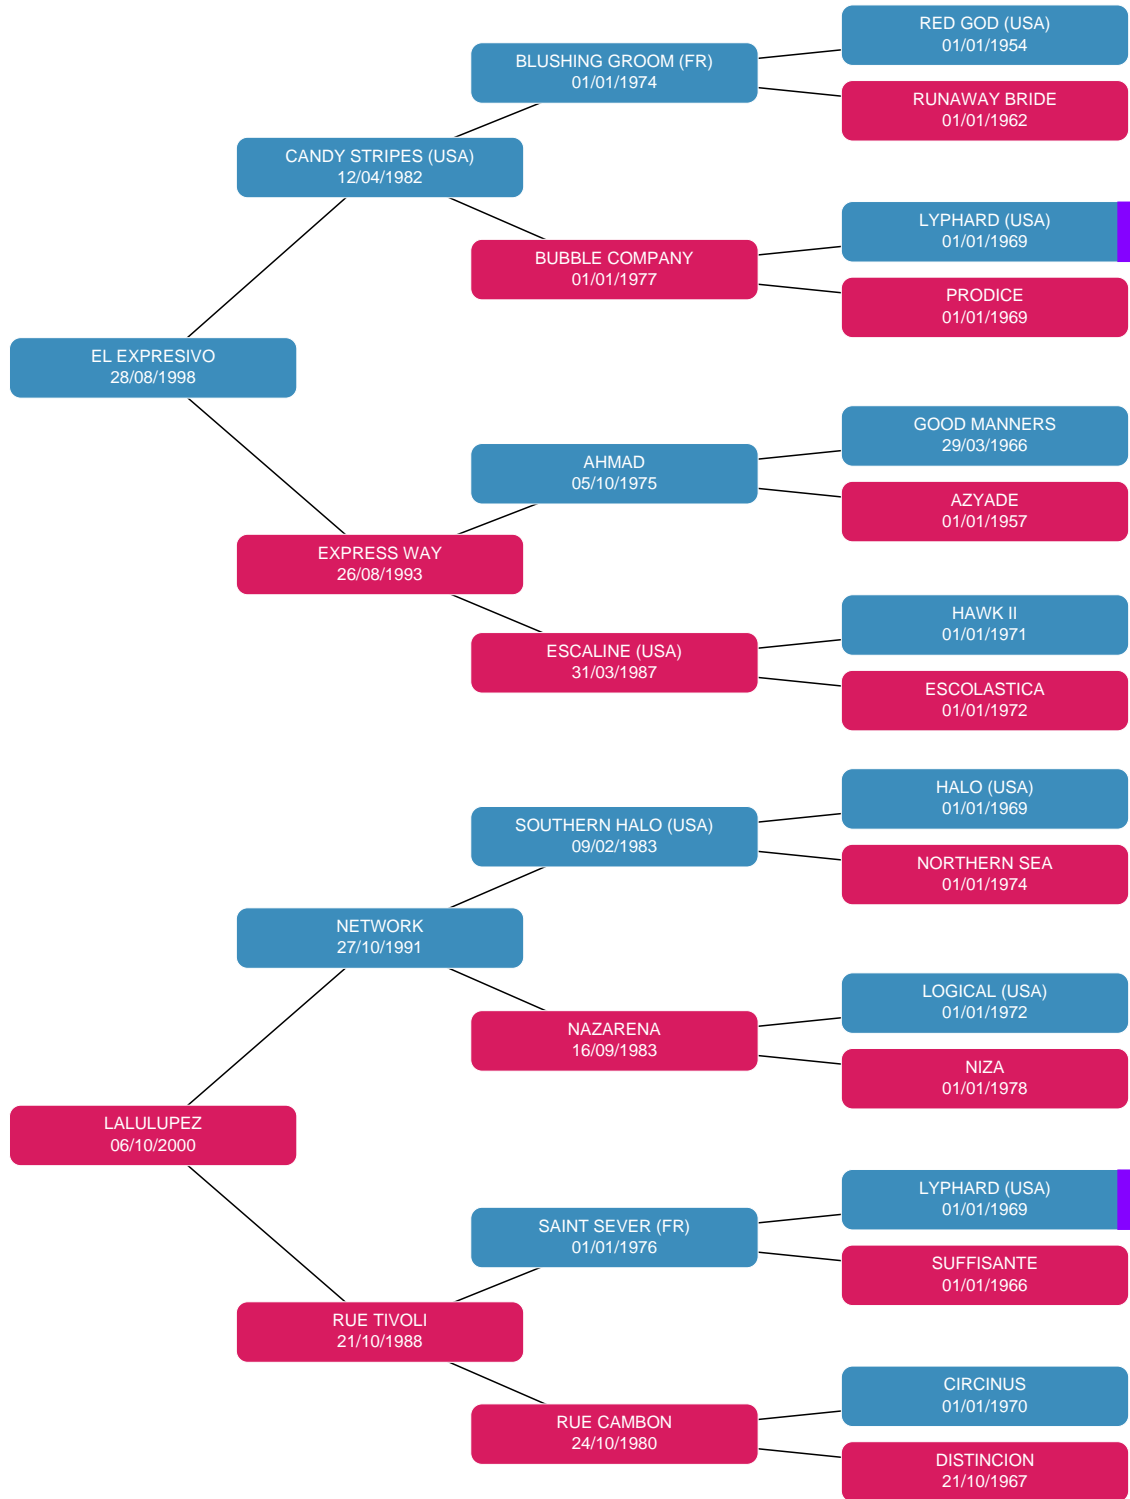 RED GOD (USA)
01/01/1954
BLUSHING GROOM (FR)
01/01/1974
RUNAWAY BRIDE
01/01/1962
CANDY STRIPES (USA)
12/04/1982
LYPHARD (USA)
01/01/1969
BUBBLE COMPANY
01/01/1977
PRODICE
01/01/1969
EL EXPRESIVO
28/08/1998
GOOD MANNERS
29/03/1966
AHMAD
05/10/1975
AZYADE
01/01/1957
EXPRESS WAY
26/08/1993
HAWK II
01/01/1971
ESCALINE (USA)
31/03/1987
ESCOLASTICA
01/01/1972
HALO (USA)
01/01/1969
SOUTHERN HALO (USA)
09/02/1983
NORTHERN SEA
01/01/1974
NETWORK
27/10/1991
LOGICAL (USA)
01/01/1972
NAZARENA
16/09/1983
NIZA
01/01/1978
LALULUPEZ
06/10/2000
LYPHARD (USA)
01/01/1969
SAINT SEVER (FR)
01/01/1976
SUFFISANTE
01/01/1966
RUE TIVOLI
21/10/1988
CIRCINUS
01/01/1970
RUE CAMBON
24/10/1980
DISTINCION
21/10/1967